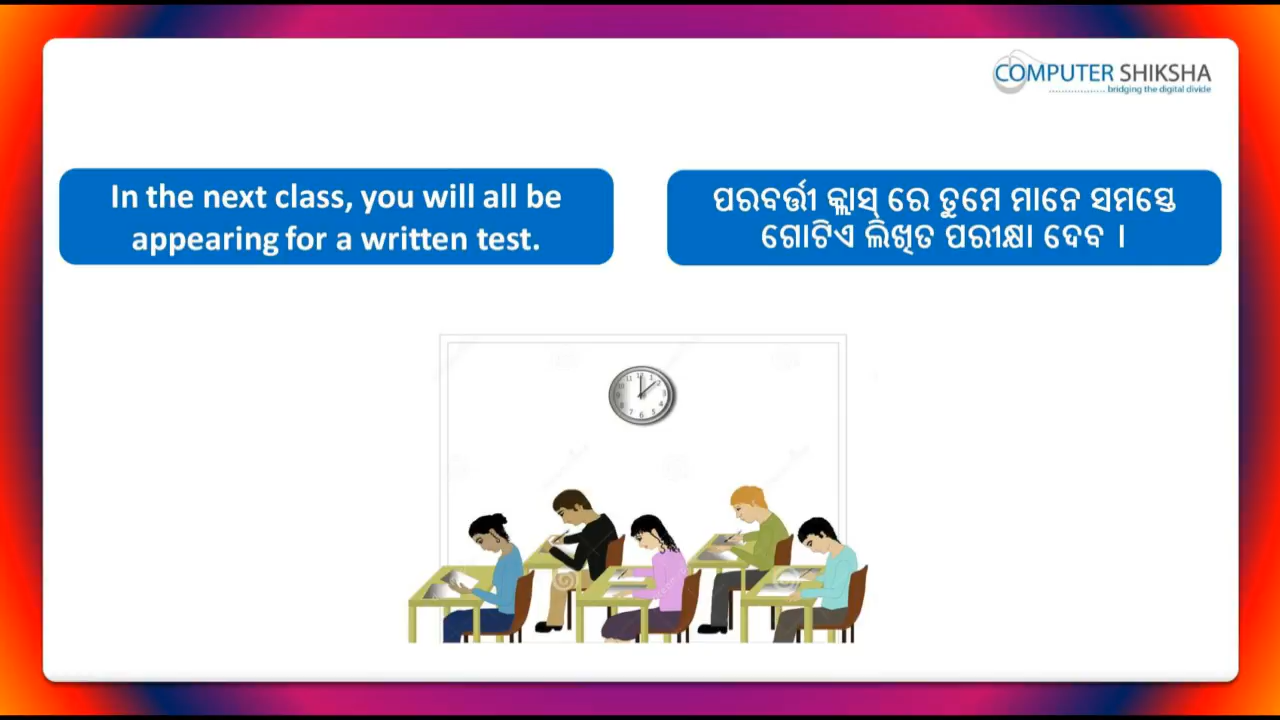 COMPUTER SHIKSHA
bridging the digital divide
In the next class, you will all be
appearing for a written test.
ପରବର୍ତ୍ତୀ କ୍ଲାସ୍ ରେ ତୁମେ ମାନେ ସମସ୍ତେ
ଗୋଟିଏ ଲିଖିତ ପରୀକ୍ଷା ଦେବ ।